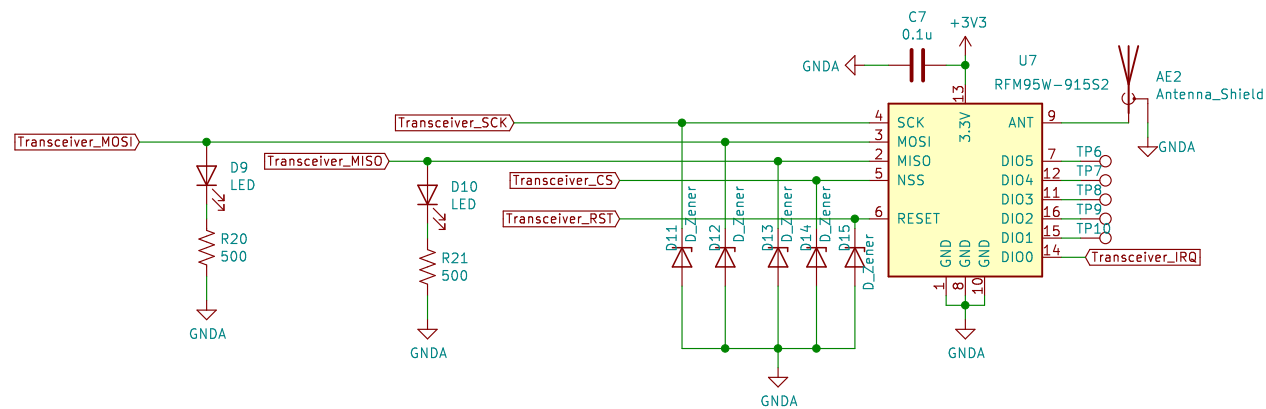 C7
0.1u
+3V3
GNDA
U7
RFM95W-915S2
AE2
Antenna_Shield
GNDA
13
3.3V
Transceiver_SCK
4
SCK
ANT
9
Transceiver_MOSI
3
MOSI
Transceiver_MISO
2
MISO
DIO5
7
TP6
Transceiver_CS
5
NSS
DIO4
12
TP7
DIO3
11
TP8
Transceiver_RST
6
RESET
DIO2
16
TP9
DIO1
15
TP10
DIO0
14
Transceiver_IRQ
GND
GND
GND
1
8
10
GNDA
D9
LED
R20
500
GNDA
D10
LED
R21
500
GNDA
D11
D_Zener
D12
D_Zener
D13
D_Zener
D14
D_Zener
D15
D_Zener
GNDA